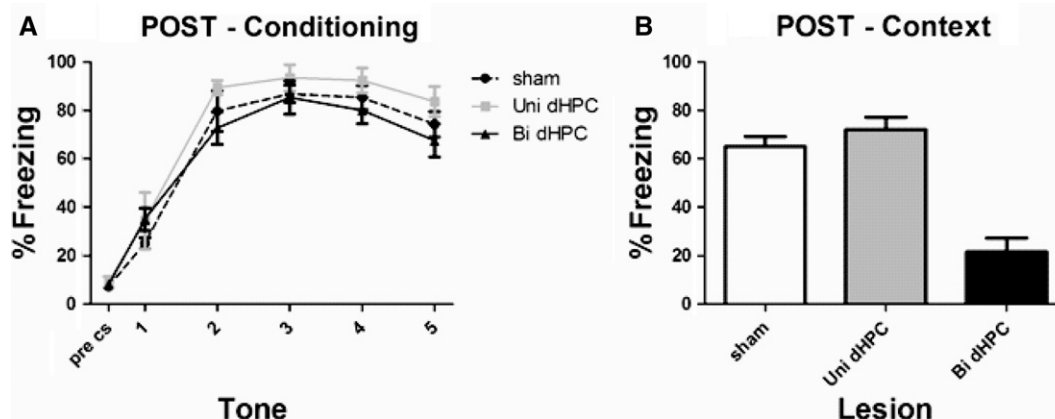 A
POST - Conditioning
100
80
60
40
20
0
% Freezing
pre cs
1
2
3
4
5
Tone
sham
Uni dHPC
Bi dHPC
B
POST - Context
100
80
60
40
20
0
% Freezing
sham
Uni dHPC
Bi dHPC
Lesion